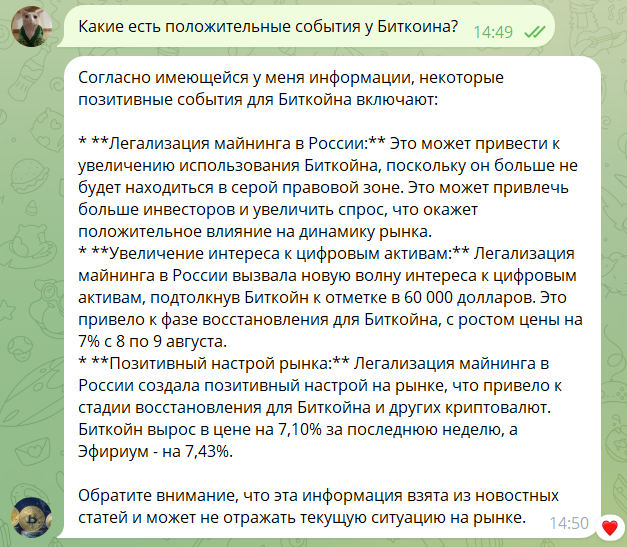 Какие есть положительные события у Биткоина? 14:49
Согласно имеющейся у меня информации, некоторые
позитивные события для Биткойна включают:
* **Легализация майнинга в России:** Это может привести к
увеличению использования Биткойна, поскольку он больше не
будет находиться в серой правовой зоне. Это может привлечь
больше инвесторов и увеличить спрос, что окажет
положительное влияние на динамику рынка.
* **Увеличение интереса к цифровым активам:** Легализация
майнинга в России вызвала новую волну интереса к цифровым
активам, подтолкнув Биткойн к отметке в 60 000 долларов. Это
привело к фазе восстановления для Биткойна, с ростом цены на
7% с 8 по 9 августа.
* **Позитивный настрой рынка:** Легализация майнинга в
России создала позитивный настрой на рынке, что привело к
стадии восстановления для Биткойна и других криптовалют.
Биткойн вырос в цене на 7,10% за последнюю неделю, а
Эфириум - на 7,43%.
Обратите внимание, что эта информация взята из новостных
статей и может не отражать текущую ситуацию на рынке. 14:50